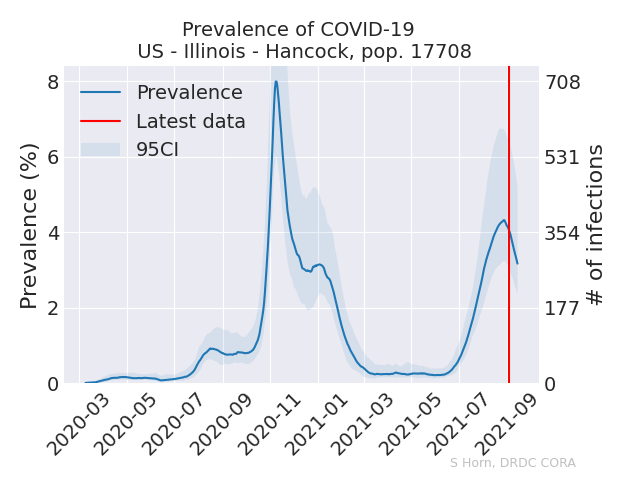 Prevalence of COVID-19
US - Illinois - Hancock, pop. 17708
Prevalence
Latest data
95CI
Prevalence (%)
8
6
4
2
0
708
531
354
177
0
# of infections
2020-03
2020-05
2020-07
2020-09
2020-11
2021-01
2021-03
2021-05
2021-07
2021-09
S Horn, DRDC CORA